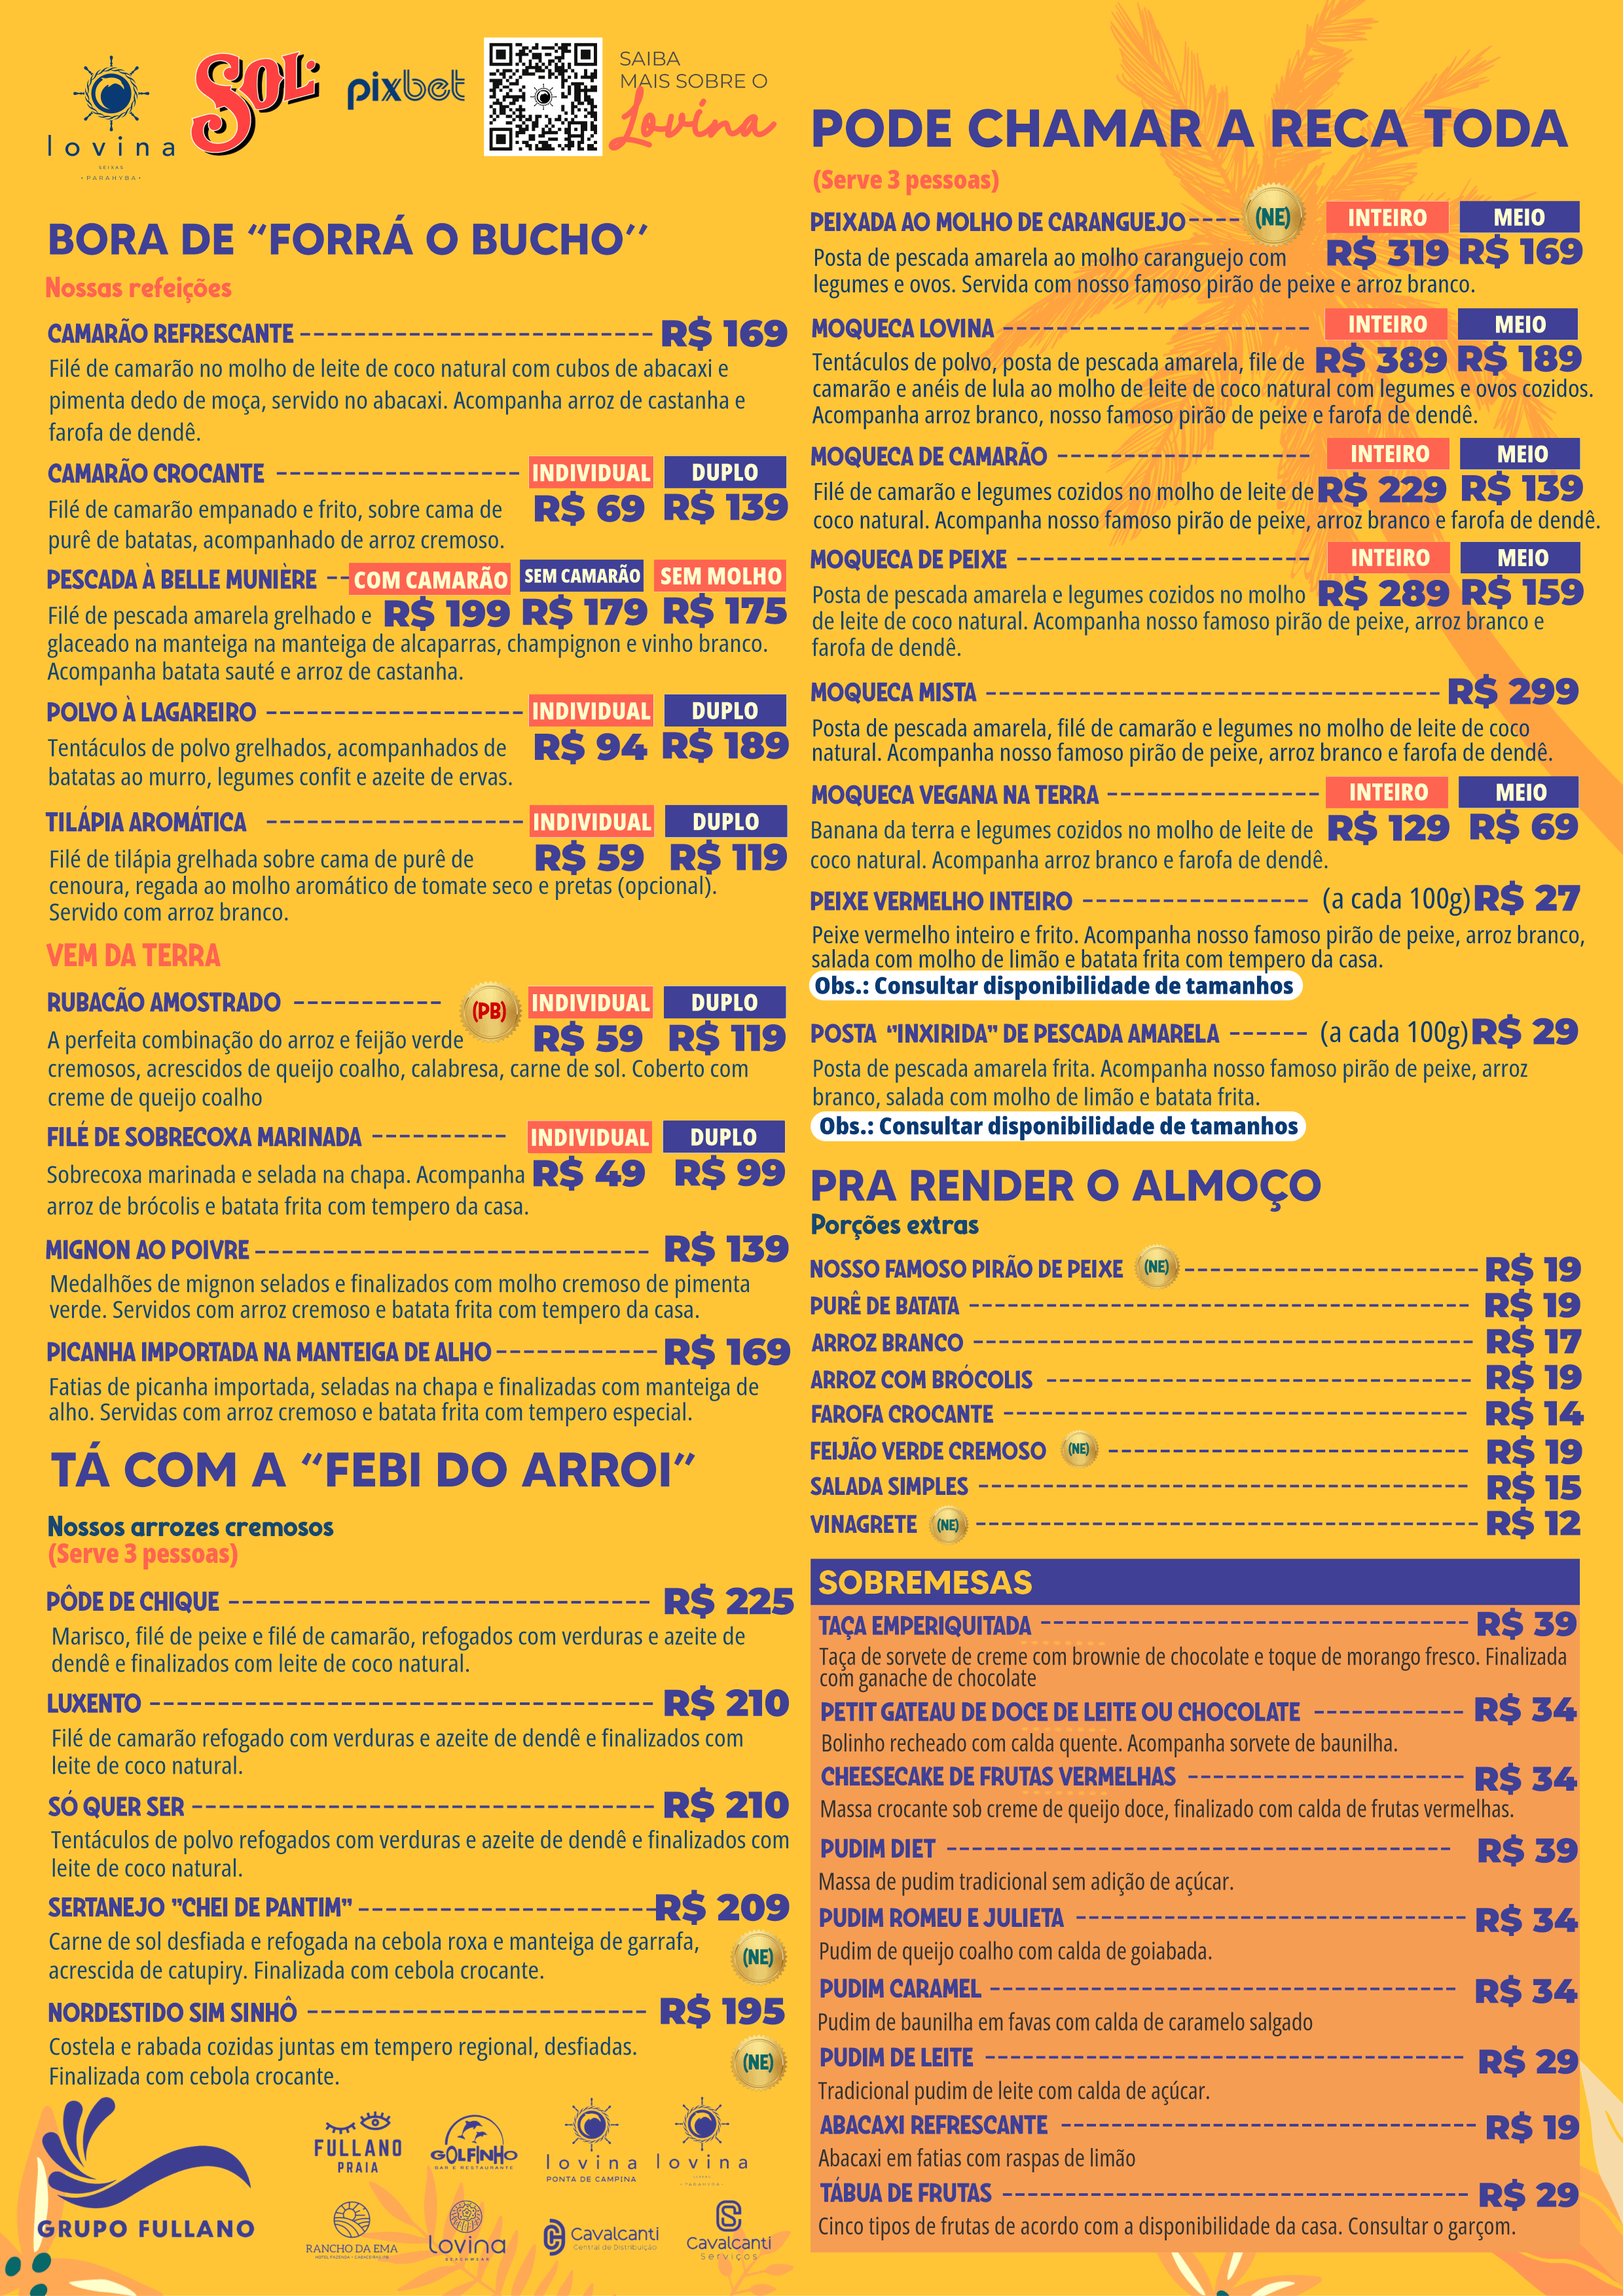 lovina
SEIXAS
• PARAHYBA •
SOL
pixbet
SAIBA
MAIS SOBRE O
Lovina
BORA DE “FORRÁ O BUCHO’’
Nossas refeições
CAMARÃO REFRESCANTE R$ 169
Filé de camarão no molho de leite de coco natural com cubos de abacaxi e
pimenta dedo de moça, servido no abacaxi. Acompanha arroz de castanha e
farofa de dendê.
CAMARÃO CROCANTE INDIVIDUAL DUPLO
R$ 69 R$ 139
Filé de camarão empanado e frito, sobre cama de
purê de batatas, acompanhado de arroz cremoso.
PESCADA À BELLE MUNIÈRE COM CAMARÃO SEM CAMARÃO SEM MOLHO
Filé de pescada amarela grelhado e R$ 199 R$ 179 R$ 175
glaceado na manteiga na manteiga de alcaparras, champignon e vinho branco.
Acompanha batata sauté e arroz de castanha.
POLVO À LAGAREIRO INDIVIDUAL DUPLO
R$ 94 R$ 189
Tentáculos de polvo grelhados, acompanhados de
batatas ao murro, legumes confit e azeite de ervas.
TILÁPIA AROMÁTICA INDIVIDUAL DUPLO
Filé de tilápia grelhada sobre cama de purê de R$ 59 R$ 119
cenoura, regada ao molho aromático de tomate seco e pretas (opcional).
Servido com arroz branco.
VEM DA TERRA
RUBACÃO AMOSTRADO (PB) INDIVIDUAL DUPLO
A perfeita combinação do arroz e feijão verde R$ 59 R$ 119
cremosos, acrescidos de queijo coalho, calabresa, carne de sol. Coberto com
creme de queijo coalho
FILÉ DE SOBRECOXA MARINADA INDIVIDUAL DUPLO
Sobrecoxa marinada e selada na chapa. Acompanha R$ 49 R$ 99
arroz de brócolis e batata frita com tempero da casa.
MIGNON AO POIVRE R$ 139
Medalhões de mignon selados e finalizados com molho cremoso de pimenta
verde. Servidos com arroz cremoso e batata frita com tempero da casa.
PICANHA IMPORTADA NA MANTEIGA DE ALHO R$ 169
Fatias de picanha importada, seladas na chapa e finalizadas com manteiga de
alho. Servidas com arroz cremoso e batata frita com tempero especial.
TÁ COM A “FEBI DO ARROI”
Nossos arrozes cremosos
(Serve 3 pessoas)
PÔDE DE CHIQUE R$ 225
Marisco, filé de peixe e filé de camarão, refogados com verduras e azeite de
dendê e finalizados com leite de coco natural.
LUXENTO R$ 210
Filé de camarão refogado com verduras e azeite de dendê e finalizados com
leite de coco natural.
SÓ QUER SER R$ 210
Tentáculos de polvo refogados com verduras e azeite de dendê e finalizados com
leite de coco natural.
SERTANEJO ”CHEI DE PANTIM” R$ 209
Carne de sol desfiada e refogada na cebola roxa e manteiga de garrafa,
acrescida de catupiry. Finalizada com cebola crocante.
(NE)
NORDESTIDO SIM SINHÔ R$ 195
Costela e rabada cozidas juntas em tempero regional, desfiadas.
Finalizada com cebola crocante.
(NE)
GRUPO FULLANO
FULLANO
PRAIA
GOLFINHO
BAR E RESTAURANTE
lovina
PONTA DE CAMPINA
lovina
• PARAHYBA •
RANCHO DA EMA
Lovina
BEACHWEAR
Cavalcanti
Central de Distribuição
Cavalcanti
Serviços
PODE CHAMAR A RECA TODA
(Serve 3 pessoas)
PEIXADA AO MOLHO DE CARANGUEJO (NE) INTEIRO MEIO
Posta de pescada amarela ao molho caranguejo com R$ 319 R$ 169
legumes e ovos. Servida com nosso famoso pirão de peixe e arroz branco.
MOQUECA LOVINA INTEIRO MEIO
Tentáculos de polvo, posta de pescada amarela, file de R$ 389 R$ 189
camarão e anéis de lula ao molho de leite de coco natural com legumes e ovos cozidos.
Acompanha arroz branco, nosso famoso pirão de peixe e farofa de dendê.
MOQUECA DE CAMARÃO INTEIRO MEIO
Filé de camarão e legumes cozidos no molho de leite de R$ 229 R$ 139
coco natural. Acompanha nosso famoso pirão de peixe, arroz branco e farofa de dendê.
MOQUECA DE PEIXE INTEIRO MEIO
Posta de pescada amarela e legumes cozidos no molho R$ 289 R$ 159
de leite de coco natural. Acompanha nosso famoso pirão de peixe, arroz branco e
farofa de dendê.
MOQUECA MISTA R$ 299
Posta de pescada amarela, filé de camarão e legumes no molho de leite de coco
natural. Acompanha nosso famoso pirão de peixe, arroz branco e farofa de dendê.
MOQUECA VEGANA NA TERRA INTEIRO MEIO
Banana da terra e legumes cozidos no molho de leite de R$ 129 R$ 69
coco natural. Acompanha arroz branco e farofa de dendê.
PEIXE VERMELHO INTEIRO (a cada 100g) R$ 27
Peixe vermelho inteiro e frito. Acompanha nosso famoso pirão de peixe, arroz branco,
salada com molho de limão e batata frita com tempero da casa.
Obs.: Consultar disponibilidade de tamanhos
POSTA “INXIRIDA” DE PESCADA AMARELA (a cada 100g) R$ 29
Posta de pescada amarela frita. Acompanha nosso famoso pirão de peixe, arroz
branco, salada com molho de limão e batata frita.
Obs.: Consultar disponibilidade de tamanhos
PRA RENDER O ALMOÇO
Porções extras
NOSSO FAMOSO PIRÃO DE PEIXE (NE) R$ 19
PURÊ DE BATATA R$ 19
ARROZ BRANCO R$ 17
ARROZ COM BRÓCOLIS R$ 19
FAROFA CROCANTE R$ 14
FEIJÃO VERDE CREMOSO (NE) R$ 19
SALADA SIMPLES R$ 15
VINAGRETE (NE) R$ 12
SOBREMESAS
TAÇA EMPERIQUITADA R$ 39
Taça de sorvete de creme com brownie de chocolate e toque de morango fresco. Finalizada
com ganache de chocolate
PETIT GATEAU DE DOCE DE LEITE OU CHOCOLATE R$ 34
Bolinho recheado com calda quente. Acompanha sorvete de baunilha.
CHEESECAKE DE FRUTAS VERMELHAS R$ 34
Massa crocante sob creme de queijo doce, finalizado com calda de frutas vermelhas.
PUDIM DIET R$ 39
Massa de pudim tradicional sem adição de açúcar.
PUDIM ROMEU E JULIETA R$ 34
Pudim de queijo coalho com calda de goiabada.
PUDIM CARAMEL R$ 34
Pudim de baunilha em favas com calda de caramelo salgado
PUDIM DE LEITE R$ 29
Tradicional pudim de leite com calda de açúcar.
ABACAXI REFRESCANTE R$ 19
Abacaxi em fatias com raspas de limão
TÁBUA DE FRUTAS R$ 29
Cinco tipos de frutas de acordo com a disponibilidade da casa. Consultar o garçom.